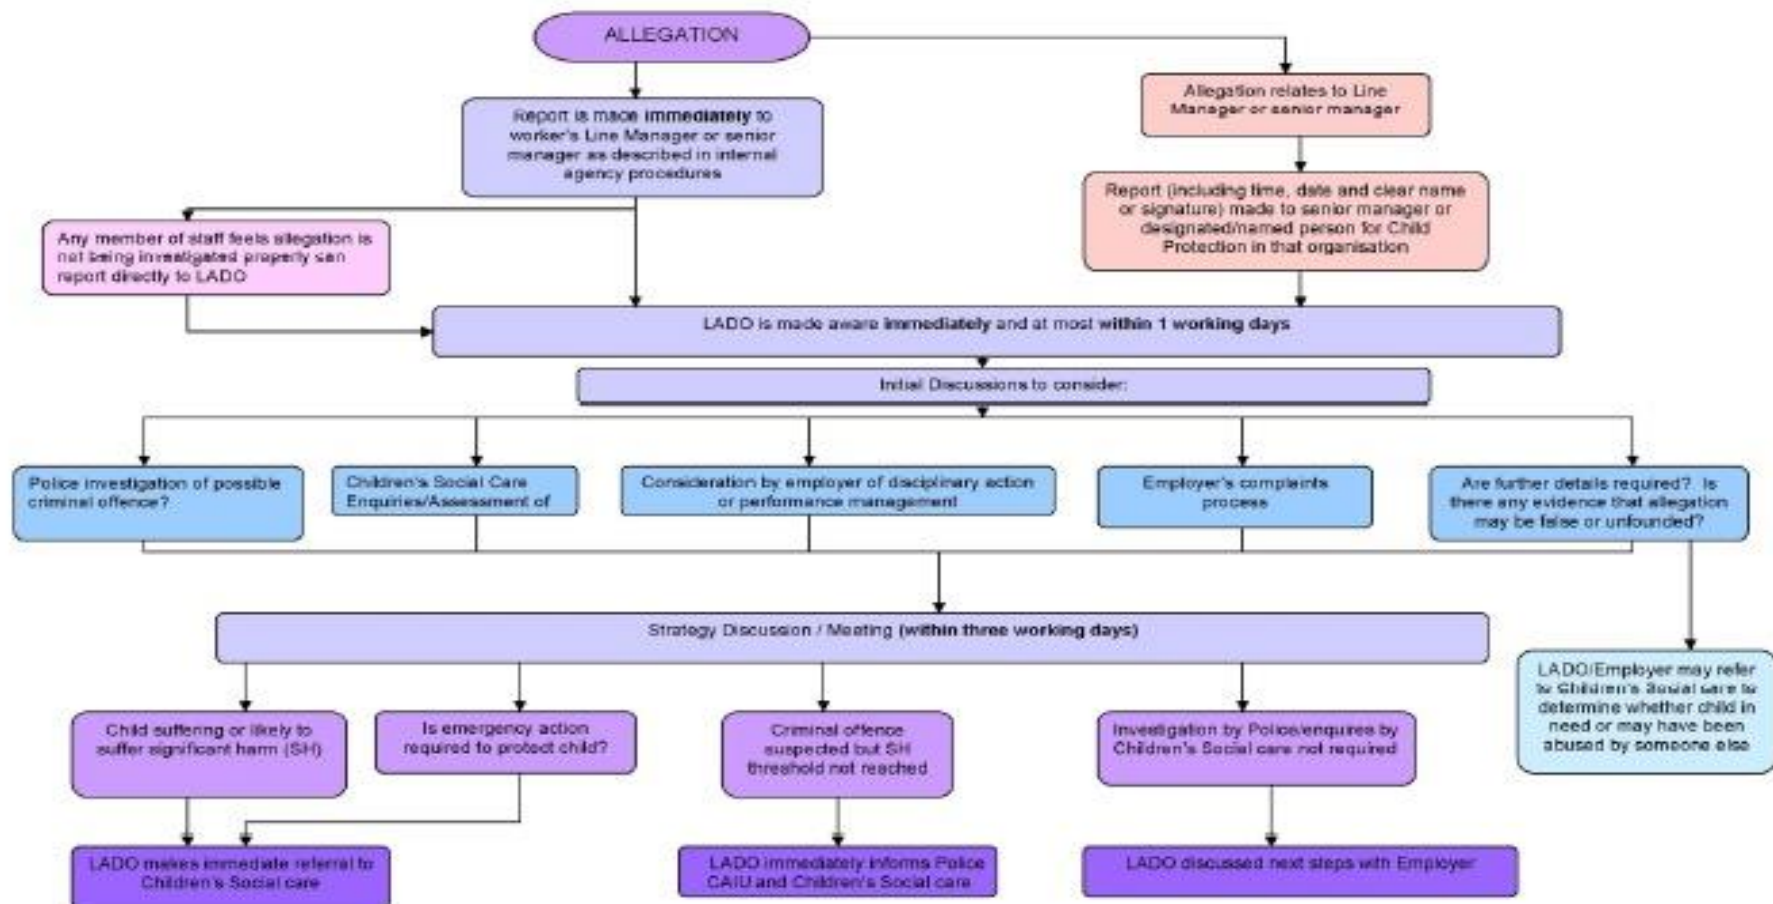 ALLEGATION
Report is made immediately to
worker's Line Manager or senior
manager as described in internal
agency procedures
Allegation relates to Line
Manager or senior manager
Any member of staff feels allegation is
not being investigated properly can
report directly to LADO
Report (including time, date and clear name
or signature) made to senior manager or
designated/named person for Child
Protection in that organisation
LADO is made aware immediately and at most within 1 working days
Initial Discussions to consider:
Police investigation of possible
criminal offence?
Children's Social Care
Enquiries/Assessment of
Consideration by employer of disciplinary action
or performance management
Employer's complaints
process
Are further details required? Is
there any evidence that allegation
may be false or unfounded?
Strategy Discussion / Meeting (within three working days)
Child suffering or likely to
suffer significant harm (SH)
Is emergency action
required to protect child?
Criminal offence
suspected but SH
threshold not reached
Investigation by Police/enquires by
Children's Social care not required
LADO/Employer may refer
to Children's Social care to
determine whether child in
need or may have been
abused by someone else
LADO makes immediate referral to
Children's Social care
LADO immediately informs Police
CAIU and Children's Social care
LADO discussed next steps with Employer